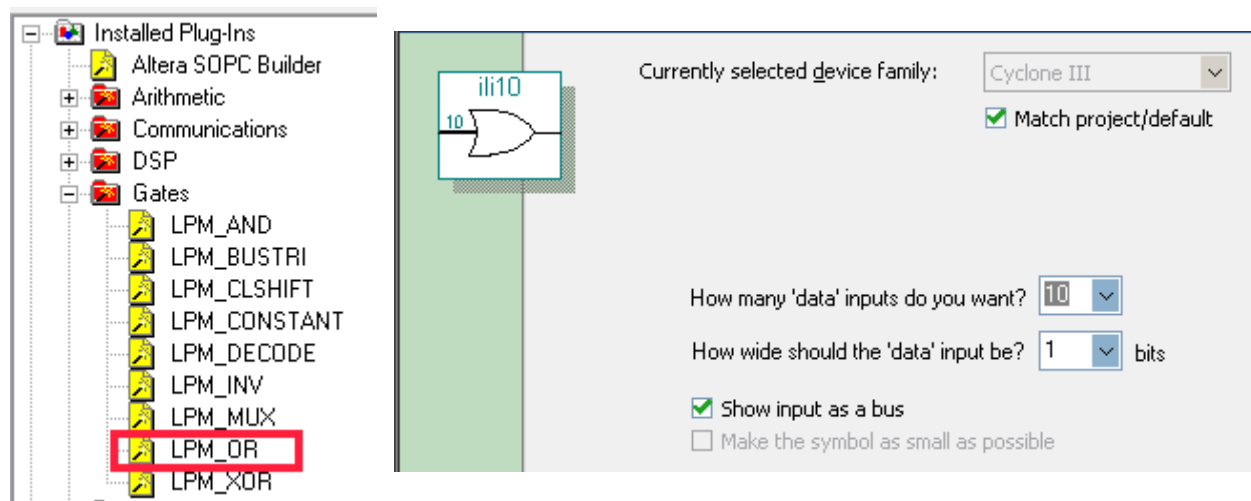 Installed Plug-Ins
Altera SOPC Builder
Arithmetic
Communications
DSP
Gates
LPM_AND
LPM_BUSTRI
LPM_CLSHIFT
LPM_CONSTANT
LPM_DECODE
LPM_INV
LPM_MUX
LPM_OR
LPM_XOR
ili10
10
Currently selected device family:
Cyclone III
Match project/default
How many 'data' inputs do you want? 10
How wide should the 'data' input be? 1 bits
Show input as a bus
Make the symbol as small as possible